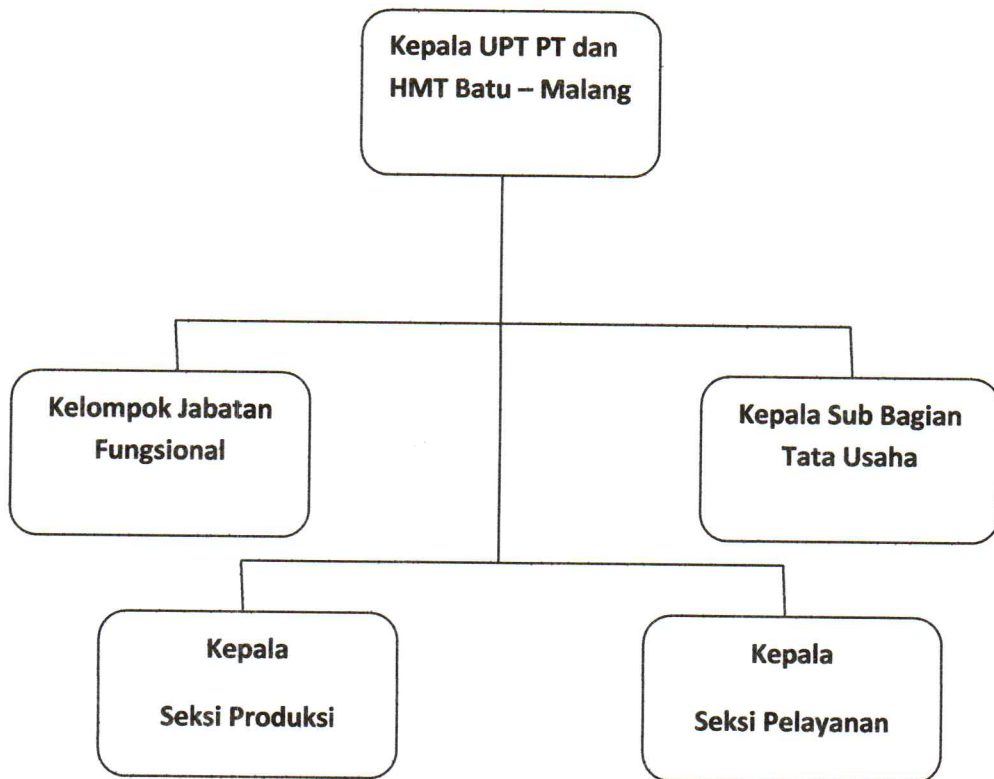 Kepala UPT PT dan
HMT Batu – Malang
Kelompok Jabatan
Fungsional
Kepala Sub Bagian
Tata Usaha
Kepala
Seksi Produksi
Kepala
Seksi Pelayanan